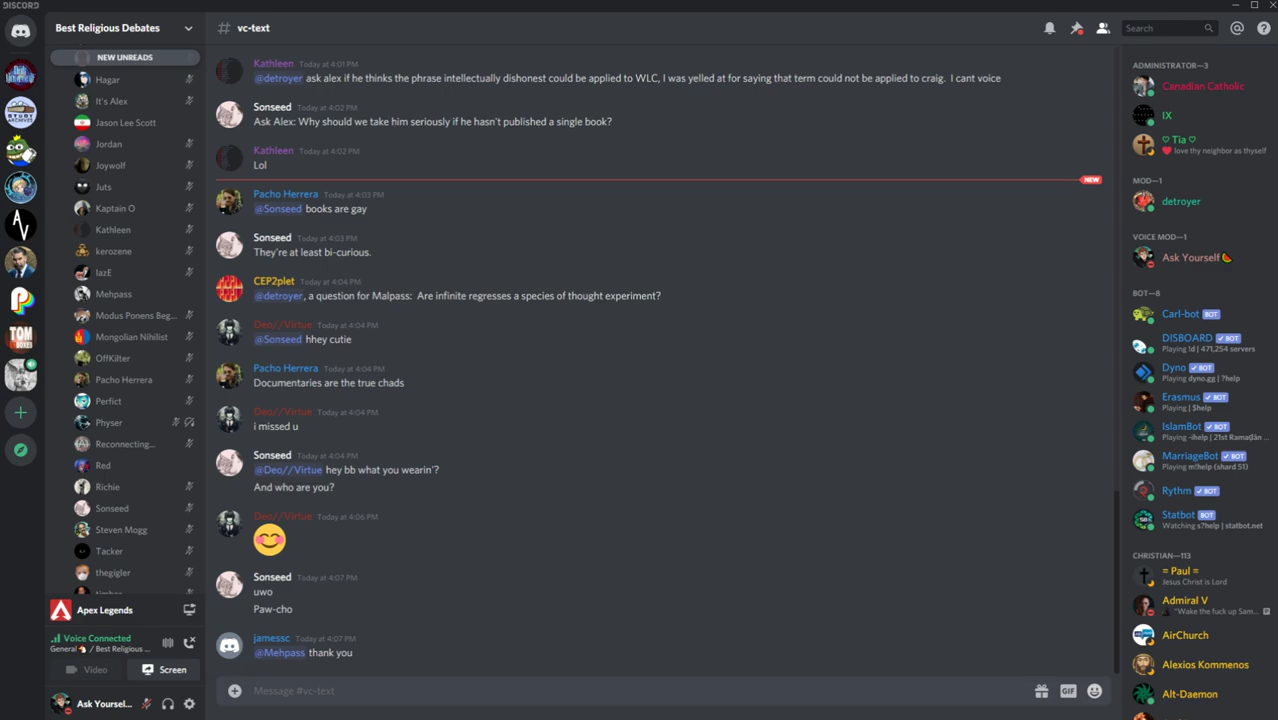 DISCORD
Best Religious Debates
# vc-text
Search
NEW UNREADS
Hagar
It's Alex
Jason Lee Scott
Jordan
Joywolf
Juts
Kaptain O
Kathleen
kerozene
lazE
Mehpass
Modus Ponens Beg...
Mongolian Nihilist
OffKilter
Pacho Herrera
Perfict
Physer
Reconnecting...
Red
Richie
Sonseed
Steven Mogg
Tacker
thegigler
Apex Legends
Voice Connected
General / Best Religious ...
Video
Screen
Ask Yoursel...
STUDY
ARCHIVES
AV
TOM
Kathleen Today at 4:01 PM
@detroyer ask alex if he thinks the phrase intellectually dishonest could be applied to WLC, I was yelled at for saying that term could not be applied to craig. I cant voice
Sonseed Today at 4:02 PM
Ask Alex: Why should we take him seriously if he hasn't published a single book?
Kathleen Today at 4:02 PM
Lol
NEW
Pacho Herrera Today at 4:03 PM
@Sonseed books are gay
Sonseed Today at 4:03 PM
They're at least bi-curious.
CEP2plet Today at 4:04 PM
@detroyer, a question for Malpass: Are infinite regresses a species of thought experiment?
Deo//Virtue Today at 4:04 PM
@Sonseed hhey cutie
Pacho Herrera Today at 4:04 PM
Documentaries are the true chads
Deo//Virtue Today at 4:04 PM
i missed u
Sonseed Today at 4:04 PM
@Deo//Virtue hey bb what you wearin'?
And who are you?
Deo//Virtue Today at 4:06 PM
Sonseed Today at 4:07 PM
uwo
Paw-cho
jamessc Today at 4:07 PM
@Mehpass thank you
Message #vc-text
GIF
ADMINISTRATOR—3
Canadian Catholic
IX
♡ Tia ♡
❤️ love thy neighbor as thyself
MOD—1
detroyer
VOICE MOD—1
Ask Yourself 🍉
BOT—8
Carl-bot BOT
DISBOARD ✓ BOT
Playing !d | 471,254 servers
Dyno ✓ BOT
Playing dyno.gg | ?help
Erasmus ✓ BOT
Playing | $help
IslamBot ✓ BOT
Playing -ihelp | 21st Ramaḍān ...
MarriageBot ✓ BOT
Playing m!help (shard 51)
Rythm ✓ BOT
Statbot ✓ BOT
Watching s?help | statbot.net
CHRISTIAN—113
= Paul =
Jesus Christ is Lord
Admiral V
"Wake the fuck up Sam...
AirChurch
Alexios Kommenos
Alt-Daemon